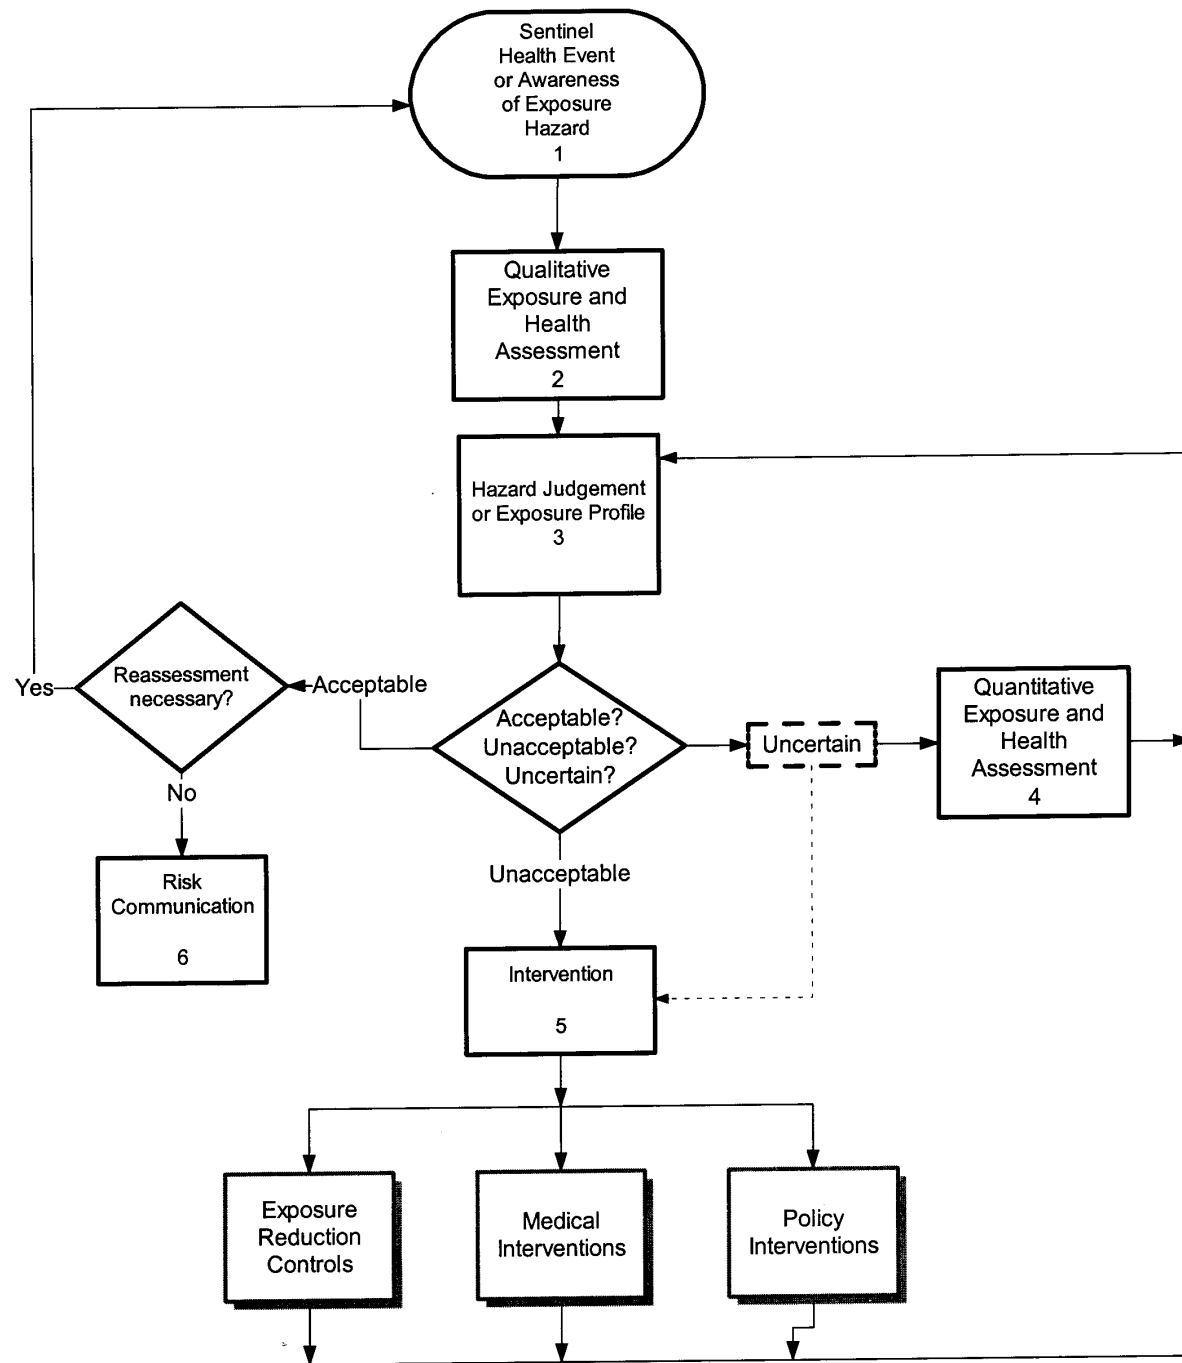 Sentinel
Health Event
or Awareness
of Exposure
Hazard
1
Qualitative
Exposure and
Health
Assessment
2
Hazard Judgement
or Exposure Profile
3
Reassessment
necessary?
Yes
Acceptable
Acceptable?
Unacceptable?
Uncertain?
Uncertain
Quantitative
Exposure and
Health
Assessment
4
No
Risk
Communication
6
Unacceptable
Intervention
5
Exposure
Reduction
Controls
Medical
Interventions
Policy
Interventions